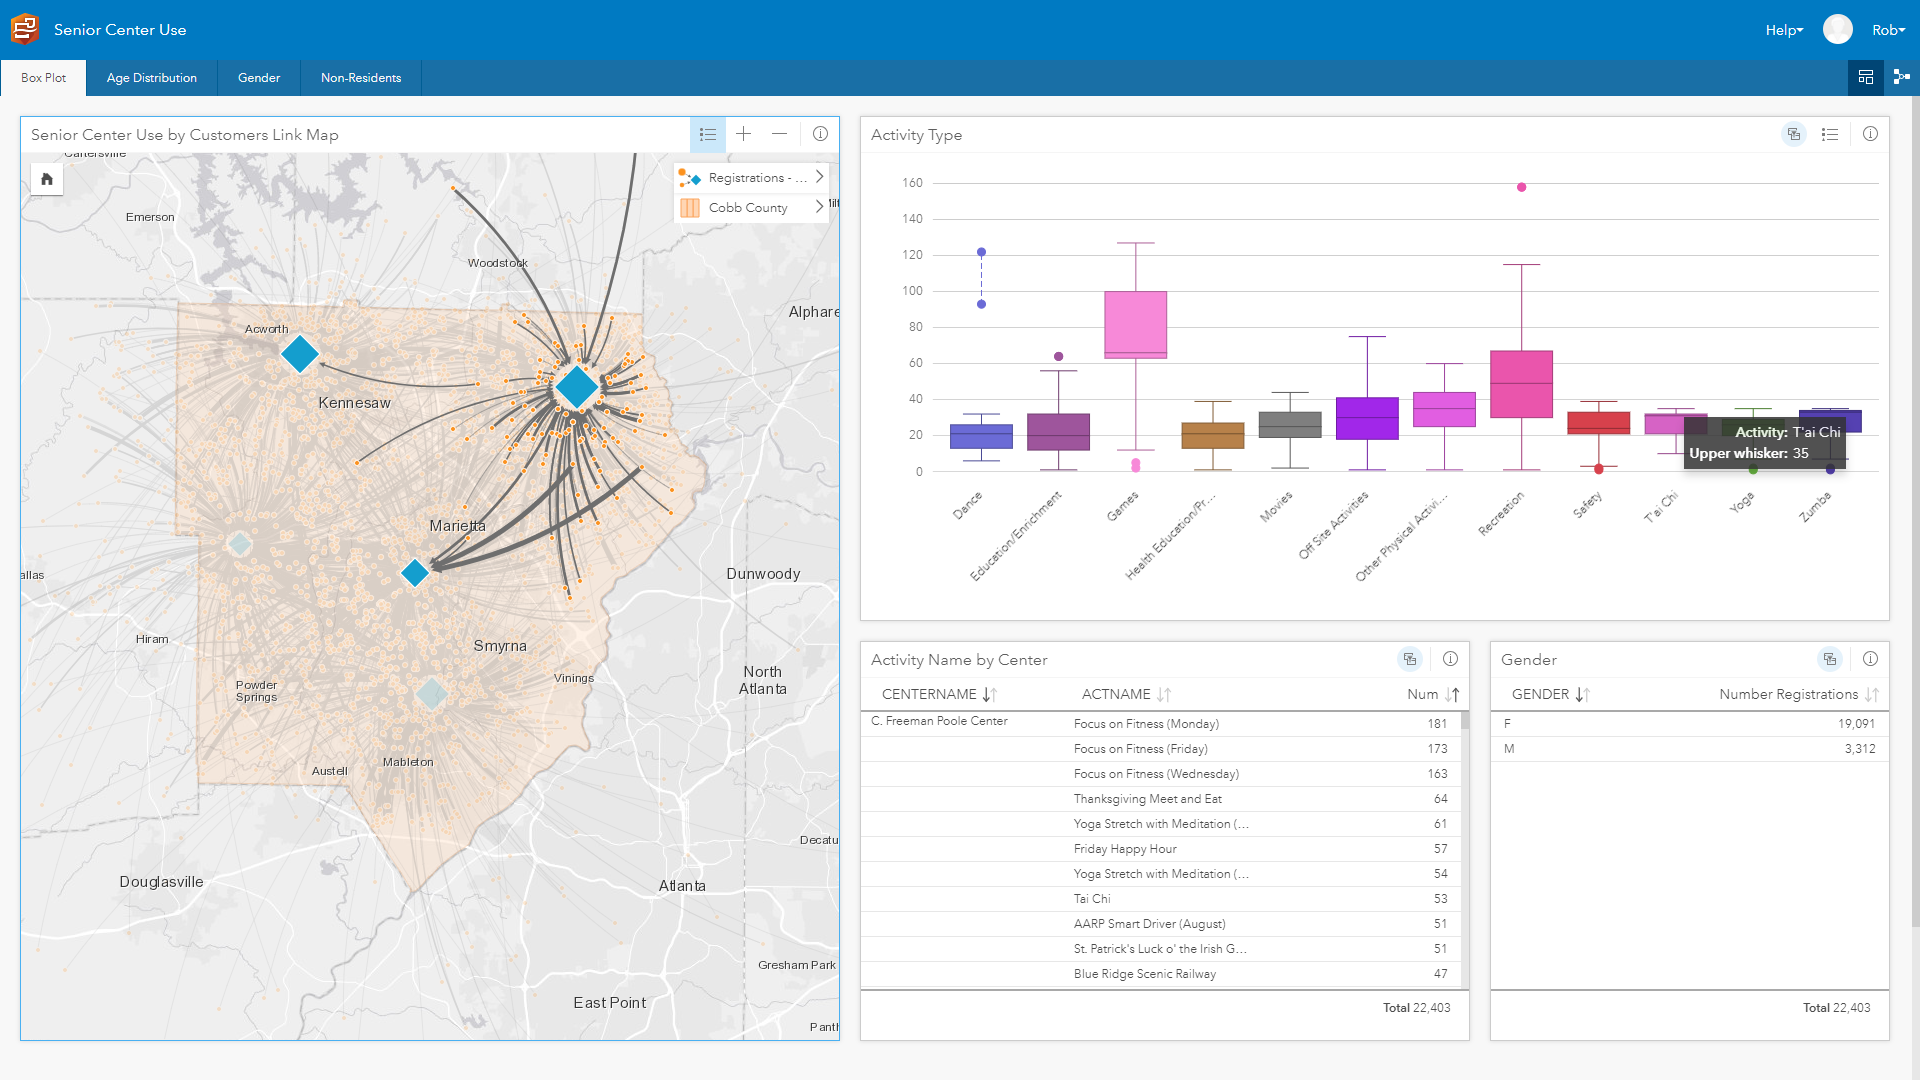 Senior Center Use
Help
Rob
Box Plot
Age Distribution
Gender
Non-Residents
Senior Center Use by Customers Link Map
Cartersville
Registrations - ...
Cobb County
Emerson
Woodstock
Acworth
Kennesaw
Marietta
Dunwoody
Hiram
Smyrna
North
Atlanta
Vinings
Powder
Springs
Mableton
Austell
Douglasville
Atlanta
Gresham Park
East Point
Activity Type
160
140
120
100
80
60
40
20
0
Activity: T'ai Chi
Upper whisker: 35
Dance
Education/Enrichment
Games
Health Education/Pr...
Movies
Off Site Activities
Other Physical Activi...
Recreation
Safety
T'ai Chi
Yoga
Zumba
Activity Name by Center
CENTERNAME ACTNAME Num
C. Freeman Poole Center Focus on Fitness (Monday) 181
Focus on Fitness (Friday) 173
Focus on Fitness (Wednesday) 163
Thanksgiving Meet and Eat 64
Yoga Stretch with Meditation (... 61
Friday Happy Hour 57
Yoga Stretch with Meditation (... 54
Tai Chi 53
AARP Smart Driver (August) 51
St. Patrick's Luck o' the Irish G... 51
Blue Ridge Scenic Railway 47
Total 22,403
Gender
GENDER Number Registrations
F 19,091
M 3,312
Total 22,403